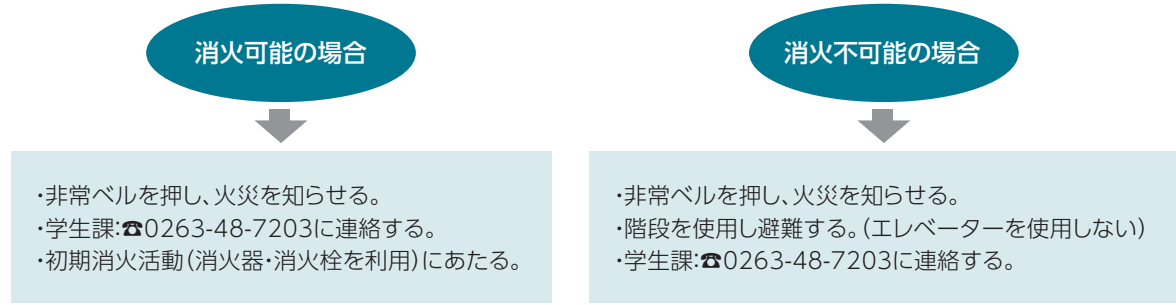 消火可能の場合
・非常ベルを押し、火災を知らせる。
・学生課:☎0263-48-7203に連絡する。
・初期消火活動(消火器・消火栓を利用)にあたる。
消火不可能の場合
・非常ベルを押し、火災を知らせる。
・階段を使用し避難する。(エレベーターを使用しない)
・学生課:☎0263-48-7203に連絡する。